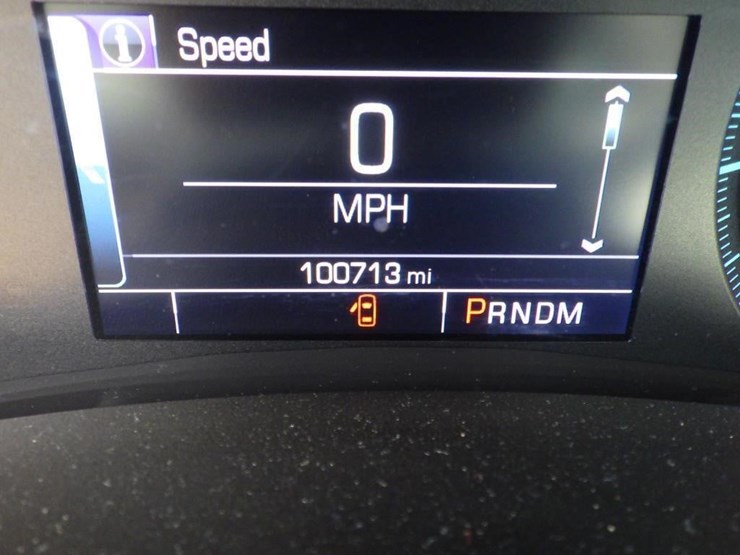 Speed
0
MPH
100713 mi
PRNDM